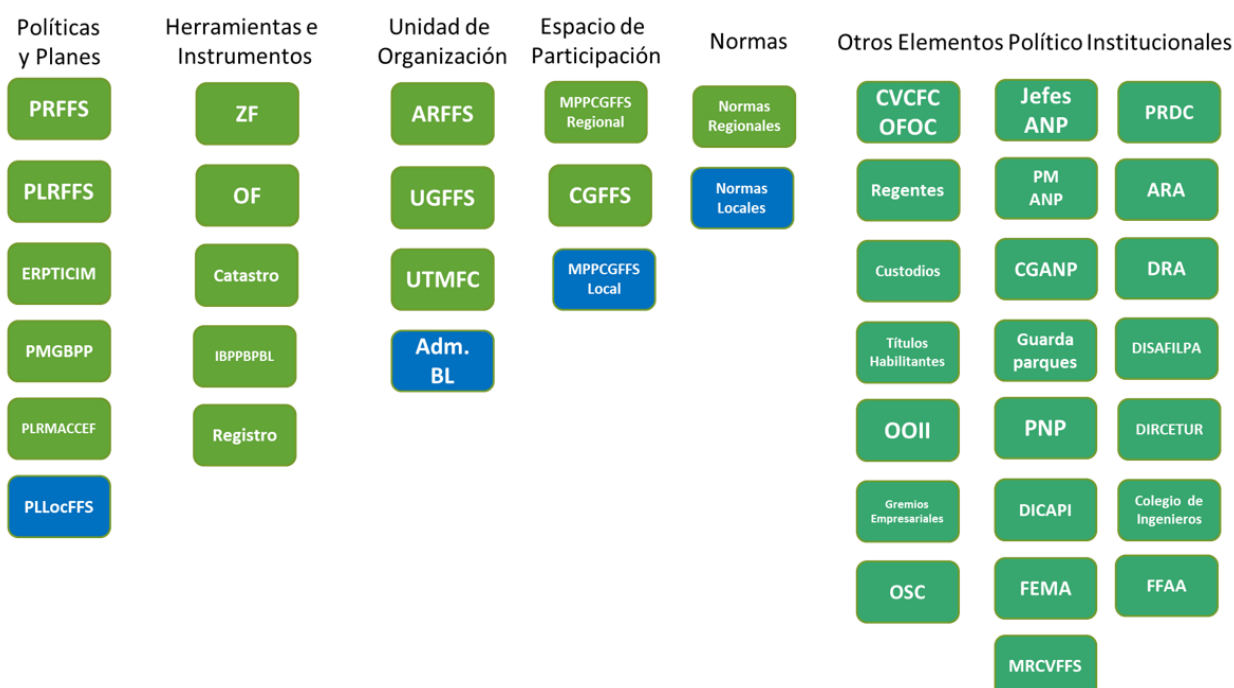 Políticas
y Planes
PRFFS
PLRFFS
ERPTICIM
PMGBPP
PLRMACCEF
PLLocFFS
Herramientas e
Instrumentos
ZF
OF
Catastro
IBPPBPBL
Registro
Unidad de
Organización
ARFFS
UGFFS
UTMFC
Adm.
BL
Espacio de
Participación
MPPCGFFS
Regional
CGFFS
MPPCGFFS
Local
Normas
Normas
Regionales
Normas
Locales
Otros Elementos Político Institucionales
CVCFC
OFOC
Regentes
Custodios
Títulos
Habilitantes
OOII
Gremios
Empresariales
OSC
Jefes
ANP
PM
ANP
CGANP
Guarda
parques
PNP
DICAPI
FEMA
MRCVFFS
PRDC
ARA
DRA
DISAFILPA
DIRCETUR
Colegio de
Ingenieros
FFAA